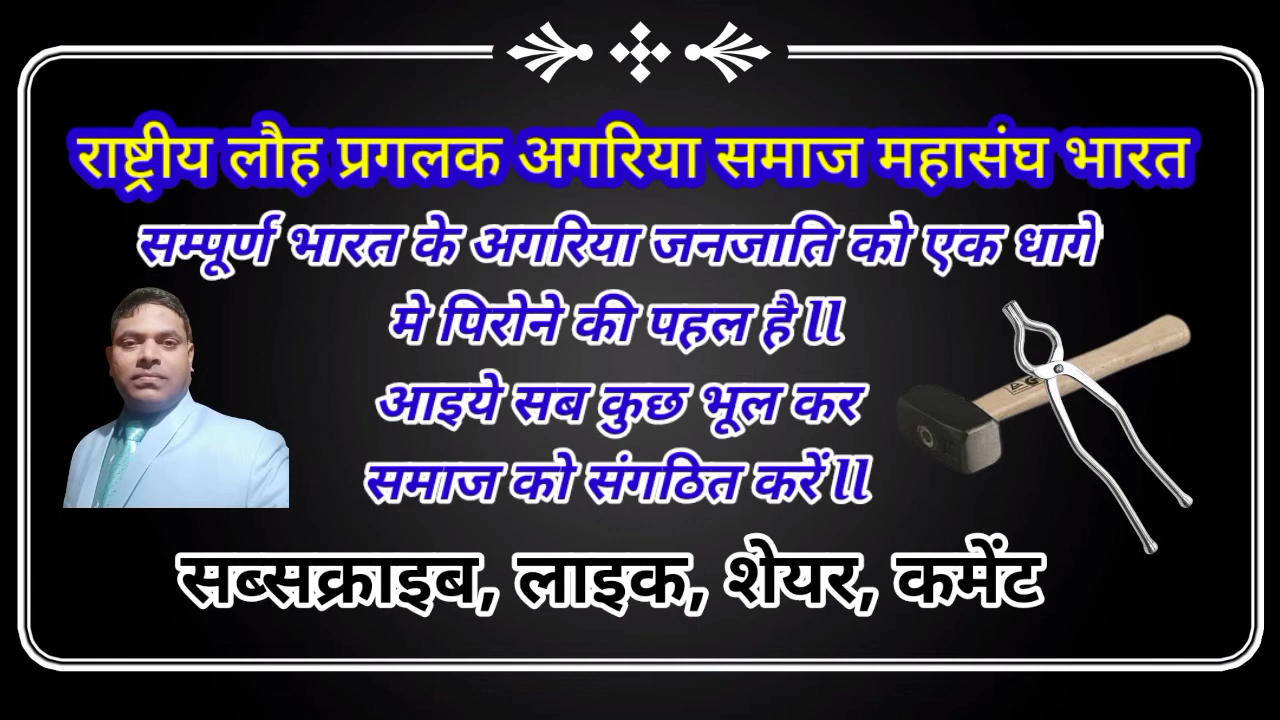 राष्ट्रीय लौह प्रगलक अगरिया समाज महासंघ भारत
सम्पूर्ण भारत के अगरिया जनजाति को एक धागे
मे पिरोने की पहल है ll
आइये सब कुछ भूल कर
समाज को संगठित करें ll
सब्सक्राइब, लाइक, शेयर, कमेंट